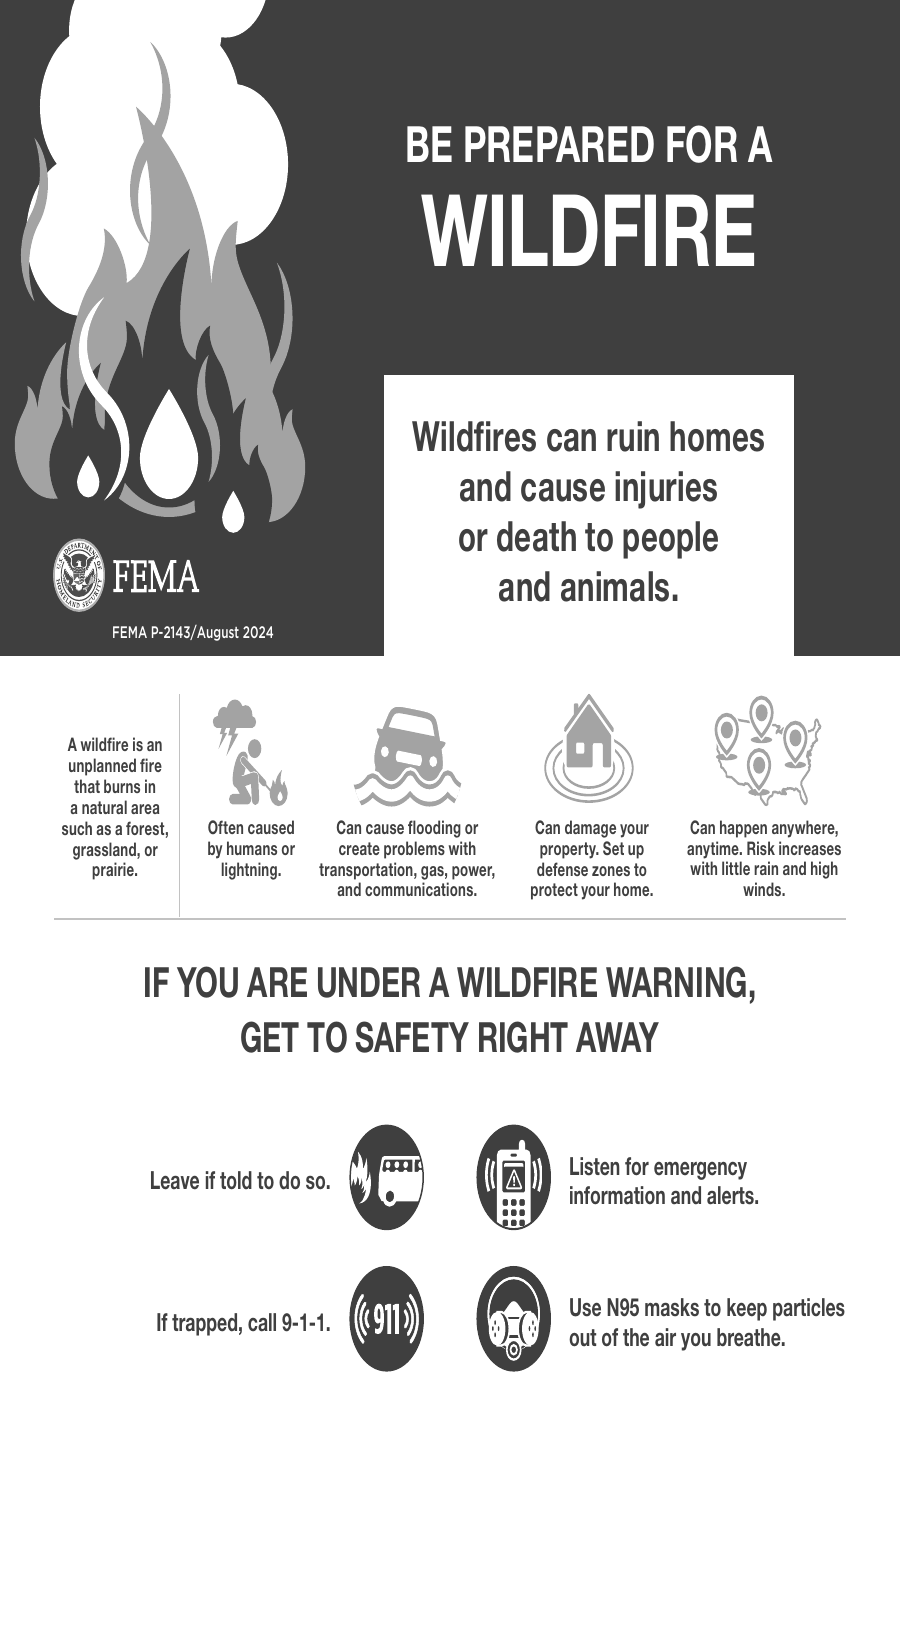 BE PREPARED FOR A
WILDFIRE
Wildfires can ruin homes
and cause injuries
or death to people
and animals.
U.S. DEPARTMENT OF
HOMELAND SECURITY
FEMA
FEMA P-2143/August 2024
A wildfire is an
unplanned fire
that burns in
a natural area
such as a forest,
grassland, or
prairie.
Often caused
by humans or
lightning.
Can cause flooding or
create problems with
transportation, gas, power,
and communications.
Can damage your
property. Set up
defense zones to
protect your home.
Can happen anywhere,
anytime. Risk increases
with little rain and high
winds.
IF YOU ARE UNDER A WILDFIRE WARNING,
GET TO SAFETY RIGHT AWAY
Leave if told to do so.
Listen for emergency
information and alerts.
If trapped, call 9-1-1.
911
Use N95 masks to keep particles
out of the air you breathe.